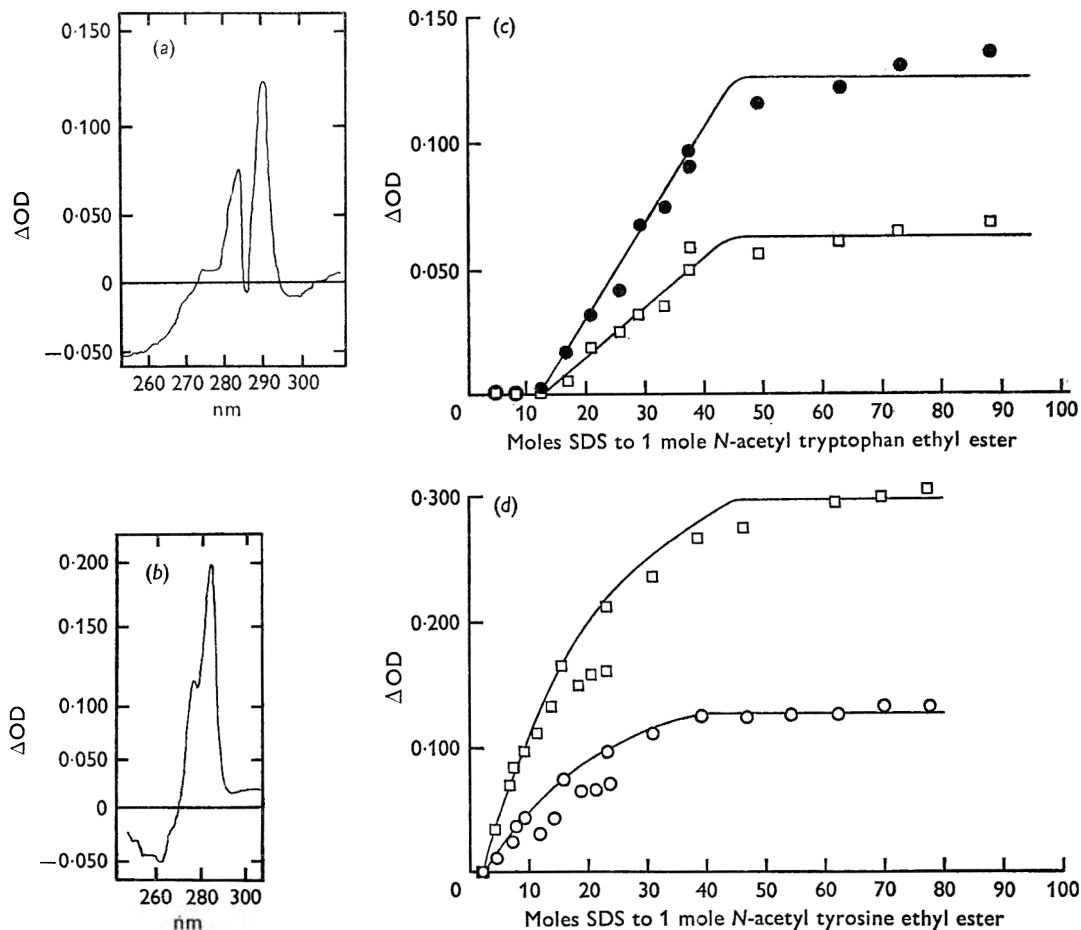 (a)
0·150
0·100
0·050
0
—0·050
ΔOD
260 270 280 290 300
nm
(b)
0·200
0·150
0·100
0·050
0
—0·050
ΔOD
260 280 300
nm
(c)
0·150
0·100
0·050
0
ΔOD
10 20 30 40 50 60 70 80 90 100
Moles SDS to 1 mole N-acetyl tryptophan ethyl ester
(d)
0·300
0·200
0·100
0
ΔOD
10 20 30 40 50 60 70 80 90 100
Moles SDS to 1 mole N-acetyl tyrosine ethyl ester